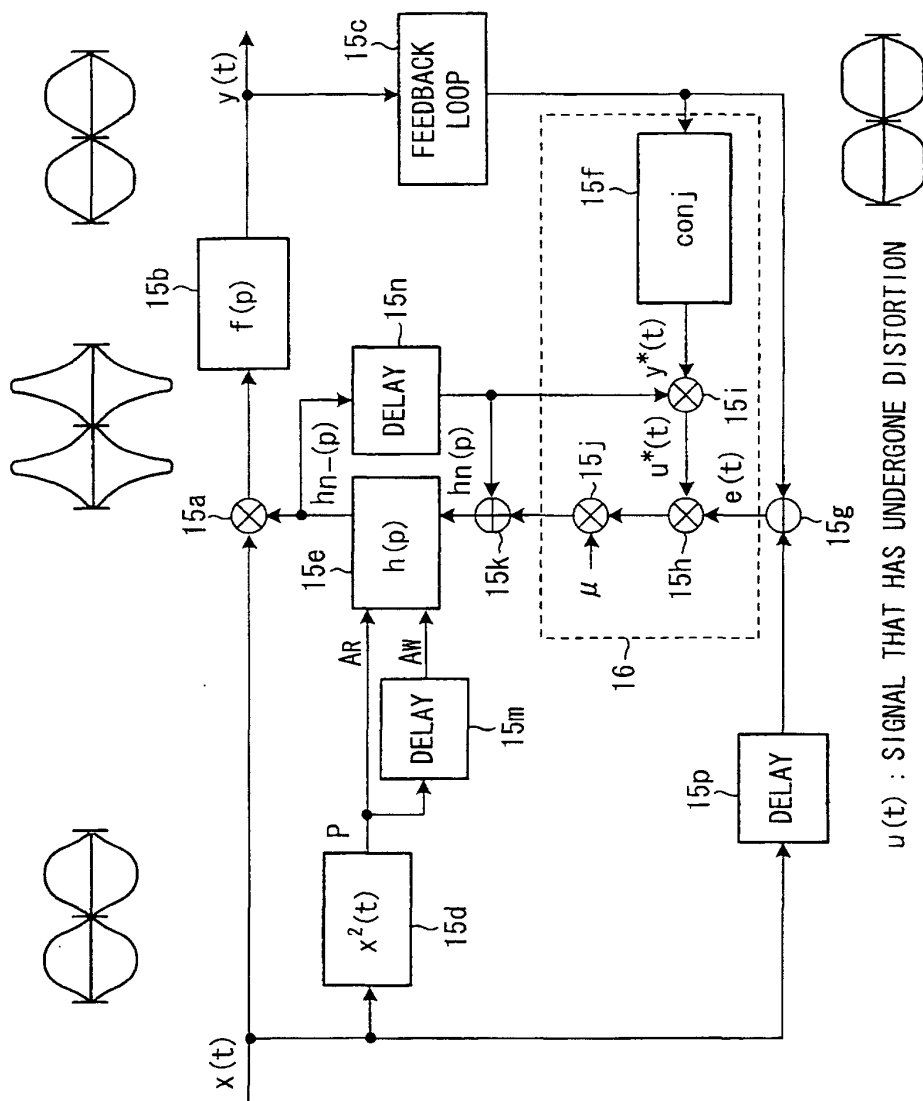 x(t)
15a
15b
f(p)
y(t)
15c
FEEDBACK
LOOP
x²(t)
15d
P
AR
AW
DELAY
15m
15e
h(p)
hn-(p)
DELAY
15n
hn(p)
15k
μ
15j
15h
u*(t)
e(t)
y*(t)
15i
15f
conj
16
15g
15p
DELAY
u(t) : SIGNAL THAT HAS UNDERGONE DISTORTION